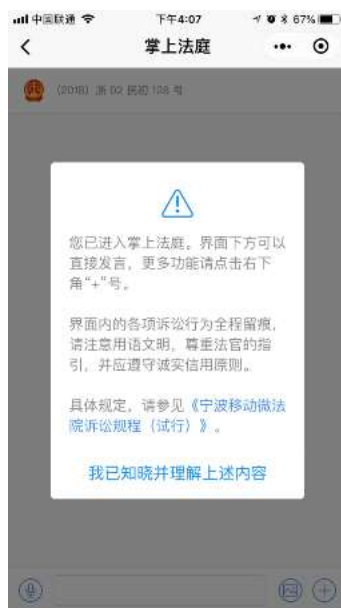 中国联通
下午4:07
67%
掌上法庭
(2018) 浙 02 民初 138 号
您已进入掌上法庭。界面下方可以
直接发言，更多功能请点击右下
角“+”号。
界面内的各项诉讼行为全程留痕，
请注意用语文明，尊重法官的指
引，并应遵守诚实信用原则。
具体规定，请参见《宁波移动微法
院诉讼规程（试行）》。
我已知晓并理解上述内容